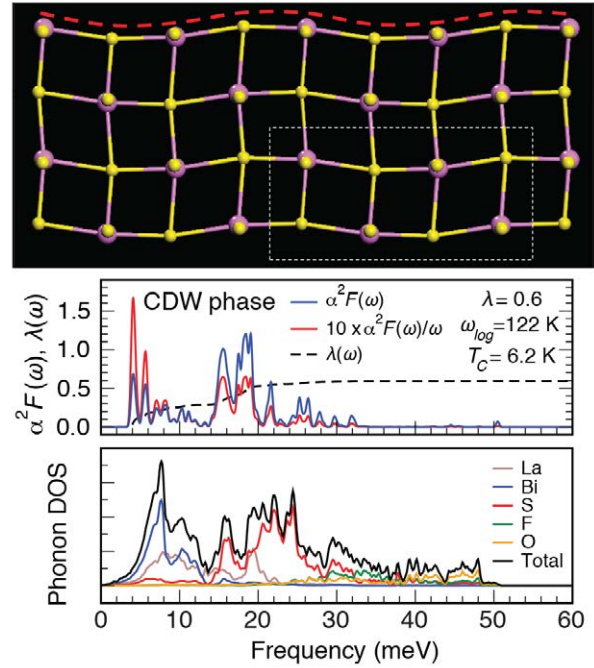 CDW phase
α²F(ω)
10 x α²F(ω)/ω
λ(ω)
λ = 0.6
ω_log=122 K
T_C = 6.2 K
α²F(ω), λ(ω)
1.5
1.0
0.5
0.0
Phonon DOS
La
Bi
S
F
O
Total
0 10 20 30 40 50 60
Frequency (meV)